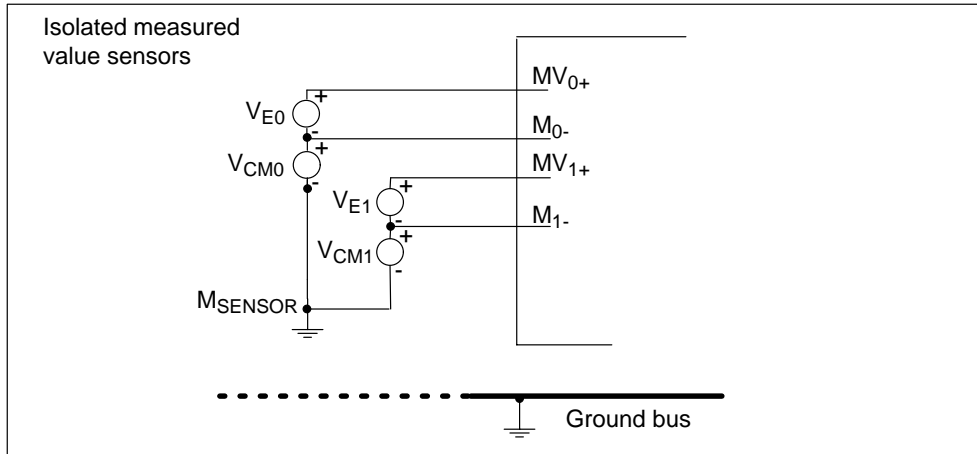 Isolated measured
value sensors
MV0+
+
VE0
-
M0-
+
VCM0
-
MV1+
+
VE1
-
M1-
+
VCM1
-
MSENSOR
Ground bus